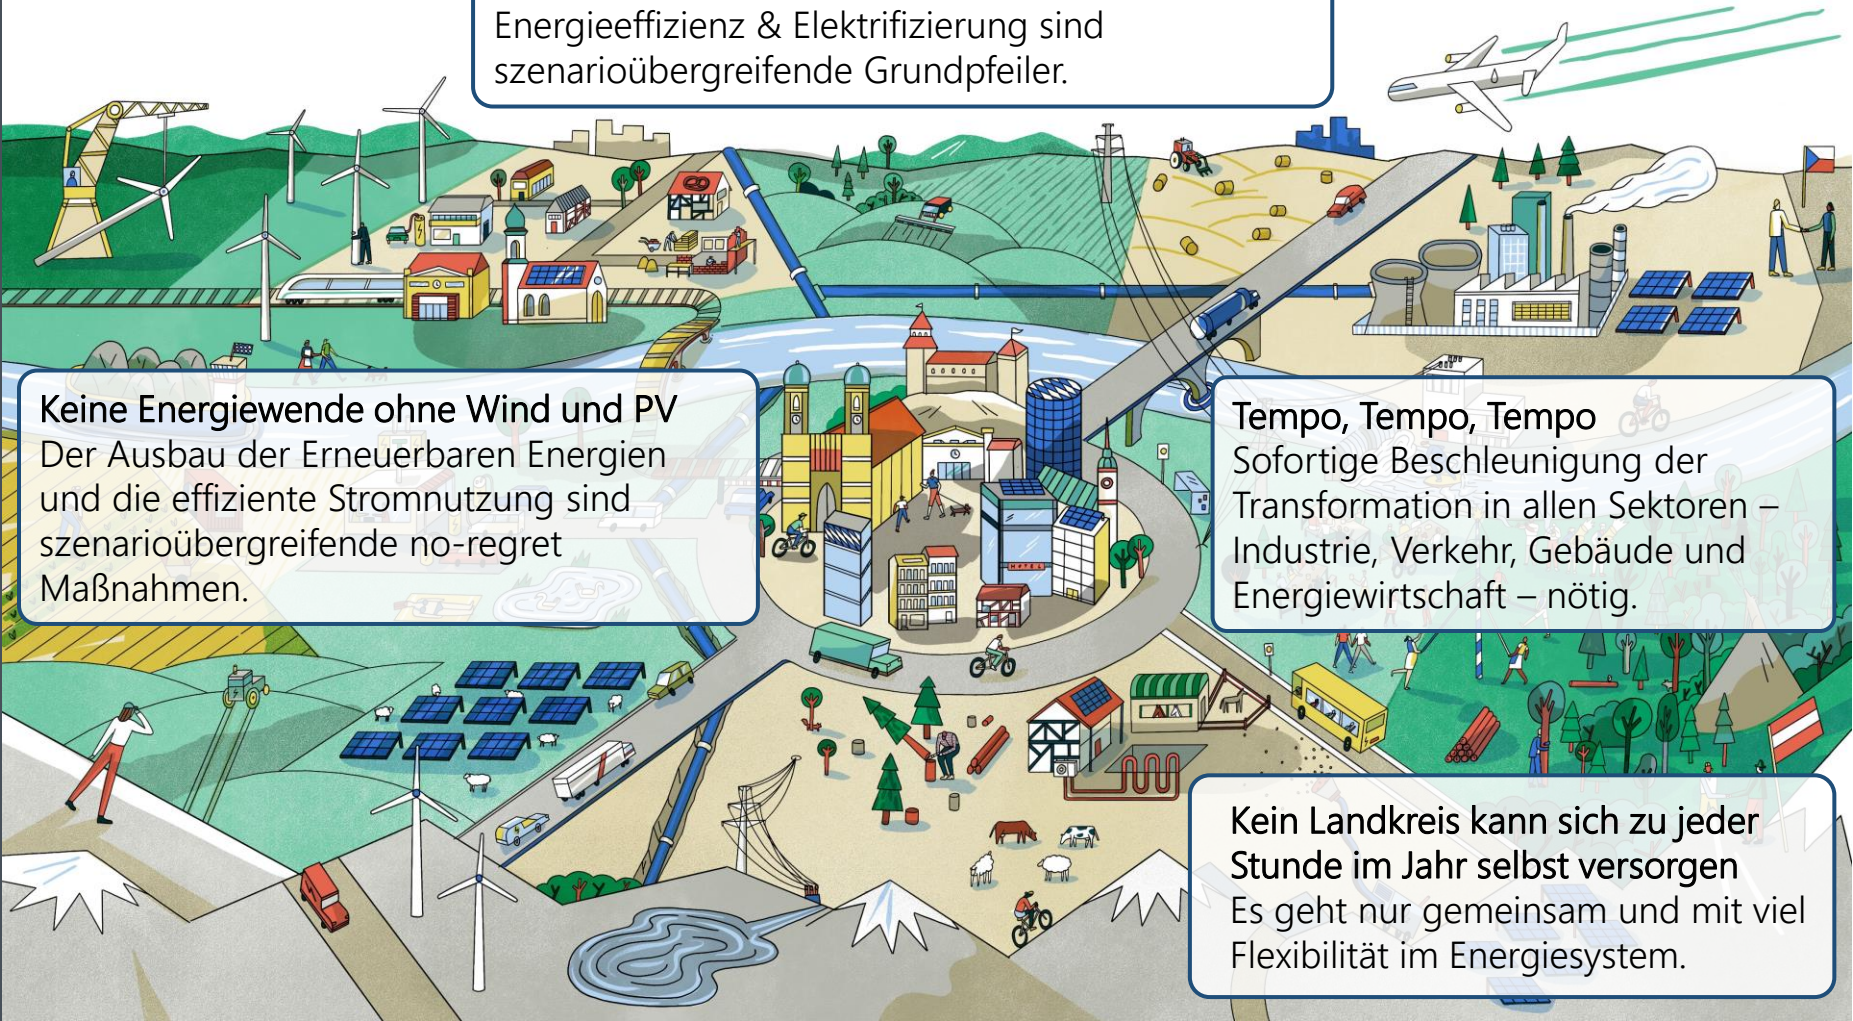 Energieeffizienz & Elektrifizierung sind
szenarioübergreifende Grundpfeiler.
Keine Energiewende ohne Wind und PV
Der Ausbau der Erneuerbaren Energien
und die effiziente Stromnutzung sind
szenarioübergreifende no-regret
Maßnahmen.
Tempo, Tempo, Tempo
Sofortige Beschleunigung der
Transformation in allen Sektoren –
Industrie, Verkehr, Gebäude und
Energiewirtschaft – nötig.
HOTEL
Kein Landkreis kann sich zu jeder
Stunde im Jahr selbst versorgen
Es geht nur gemeinsam und mit viel
Flexibilität im Energiesystem.